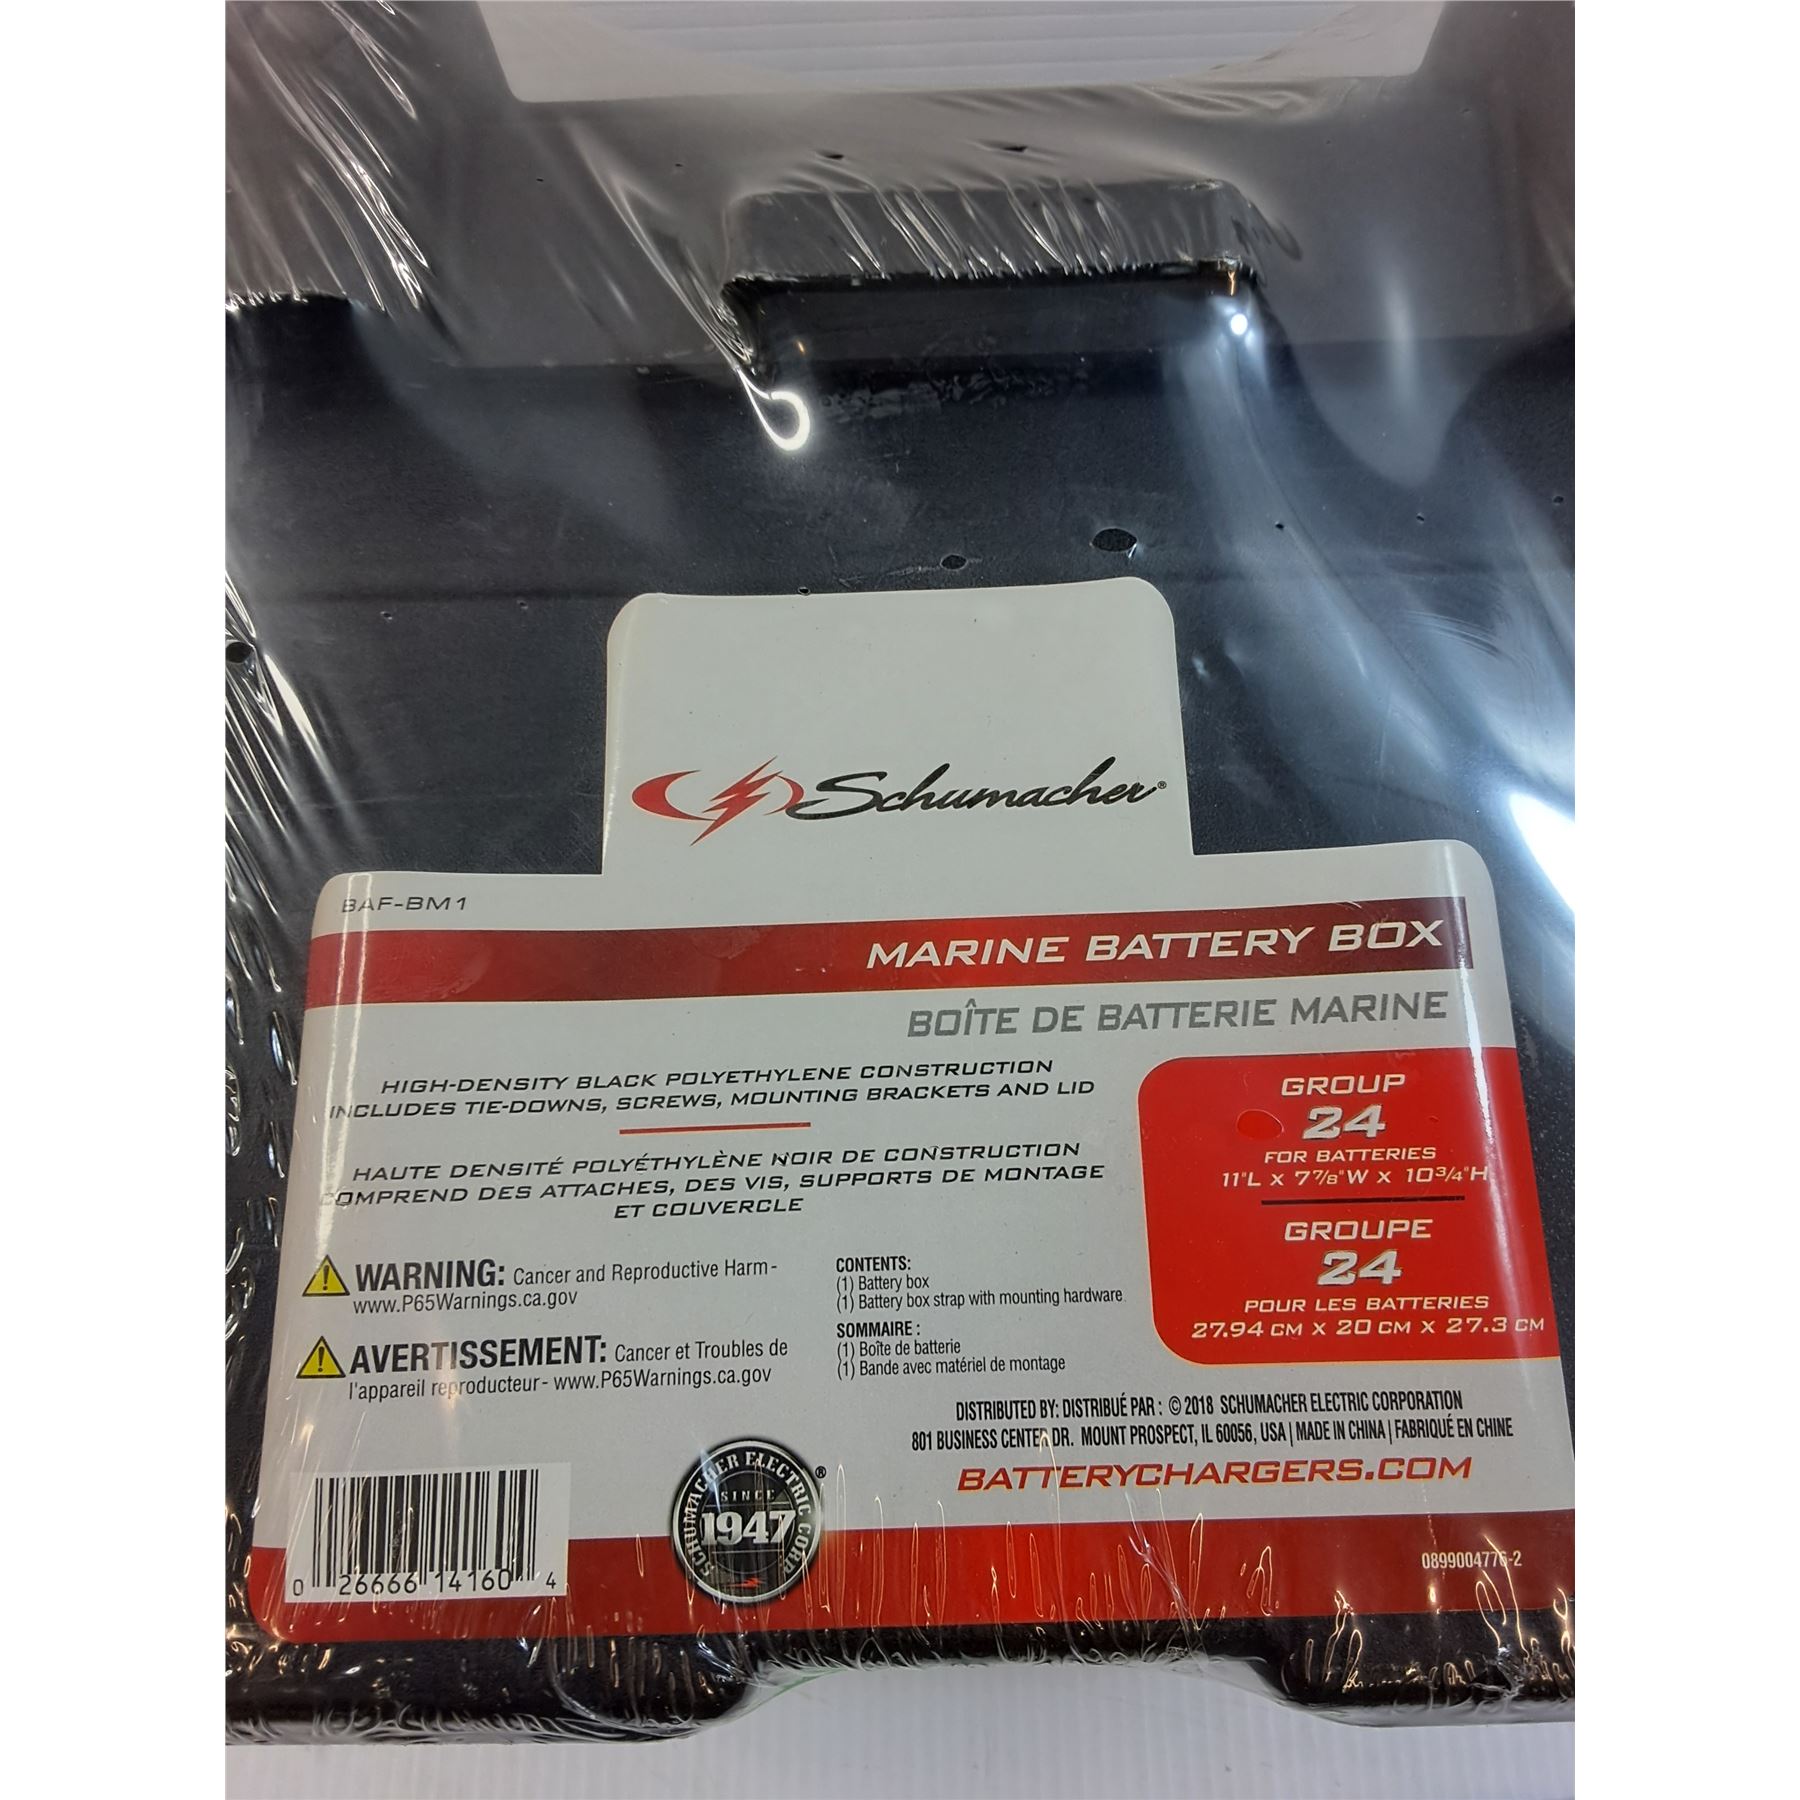 Schumacher®
BAF-BM1
MARINE BATTERY BOX
BOÎTE DE BATTERIE MARINE
HIGH-DENSITY BLACK POLYETHYLENE CONSTRUCTION
INCLUDES TIE-DOWNS, SCREWS, MOUNTING BRACKETS AND LID
HAUTE DENSITÉ POLYÉTHYLÈNE NOIR DE CONSTRUCTION
COMPREND DES ATTACHES, DES VIS, SUPPORTS DE MONTAGE
ET COUVERCLE
GROUP
24
FOR BATTERIES
11"L X 7⅞"W X 10¾"H
GROUPE
24
POUR LES BATTERIES
27.94 CM X 20 CM X 27.3 CM
WARNING: Cancer and Reproductive Harm-
www.P65Warnings.ca.gov
AVERTISSEMENT: Cancer et Troubles de
l'appareil reproducteur- www.P65Warnings.ca.gov
CONTENTS:
(1) Battery box
(1) Battery box strap with mounting hardware
SOMMAIRE :
(1) Boîte de batterie
(1) Bande avec matériel de montage
DISTRIBUTED BY: DISTRIBUÉ PAR : © 2018 SCHUMACHER ELECTRIC CORPORATION
801 BUSINESS CENTER DR. MOUNT PROSPECT, IL 60056, USA | MADE IN CHINA | FABRIQUÉ EN CHINE
BATTERYCHARGERS.COM
SCHUMACHER ELECTRIC CORP ®
SINCE
1947
0 26666 14160 4
0899004776-2